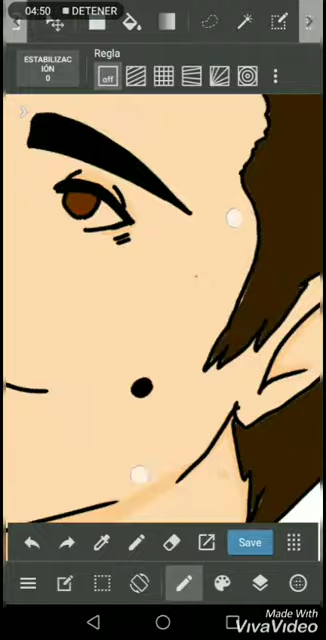 04:50 DETENER
Regla
ESTABILIZAC
IÓN
0
off
Save
Made With
VivaVideo